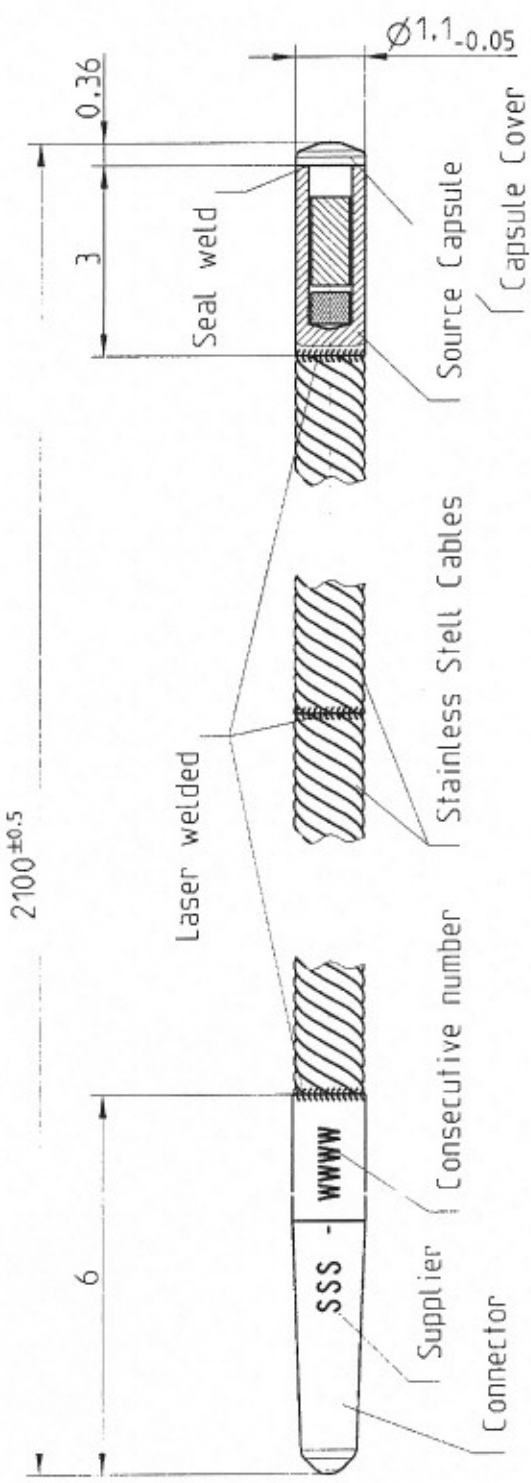 2100±0.5
0.36
3
6
Ø1.1-0.05
Seal weld
Laser welded
SSS - WWWW
Source Capsule
Capsule Cover
Stainless Stell Cables
Consecutive number
Supplier
Connector